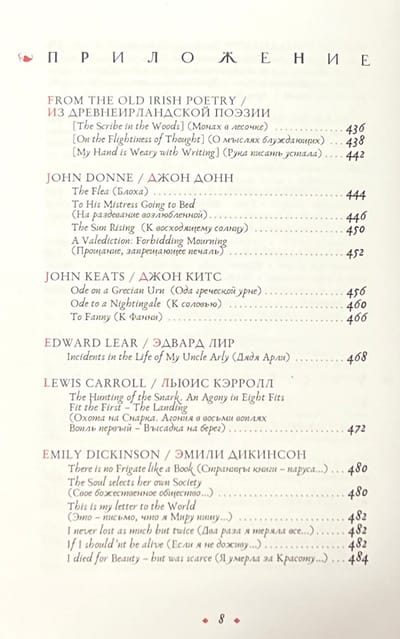 ПРИЛОЖЕНИЕ
FROM THE OLD IRISH POETRY /
ИЗ ДРЕВНЕИРЛАНДСКОЙ ПОЭЗИИ
[The Scribe in the Woods] (Монах в лесочке) 436
[On the Flightiness of Thought] (О мыслях блуждающих) 438
[My Hand is Weary with Writing] (Рука писать устала) 442
JOHN DONNE / ДЖОН ДОНН
The Flea (Блоха) 444
To His Mistress Going to Bed
(На раздевание возлюбленной) 446
The Sun Rising (К восходящему солнцу) 450
A Valediction: Forbidding Mourning
(Прощание, запрещающее печаль) 452
JOHN KEATS / ДЖОН КИТС
Ode on a Grecian Urn (Ода греческой урне) 456
Ode to a Nightingale (К соловью) 460
To Fanny (К Фанни) 466
EDWARD LEAR / ЭДВАРД ЛИР
Incidents in the Life of My Uncle Arly (Дядя Арли) 468
LEWIS CARROLL / ЛЬЮИС КЭРРОЛЛ
The Hunting of the Snark. An Agony in Eight Fits
Fit the First – The Landing
(Охота на Снарка. Агония в восьми воплях
Вопль первый – Высадка на берег) 472
EMILY DICKINSON / ЭМИЛИ ДИКИНСОН
There is no Frigate like a Book (Страницы книги – паруса...) 480
The Soul selects her own Society
(Свое божественное общество...) 480
This is my letter to the World
(Это – письмо, что я Миру пишу...) 482
I never lost as much but twice (Два раза я теряла все...) 482
If I should'nt be alive (Если я не доживу...) 482
I died for Beauty – but was scarce (Я умерла за Красоту...) 484
8